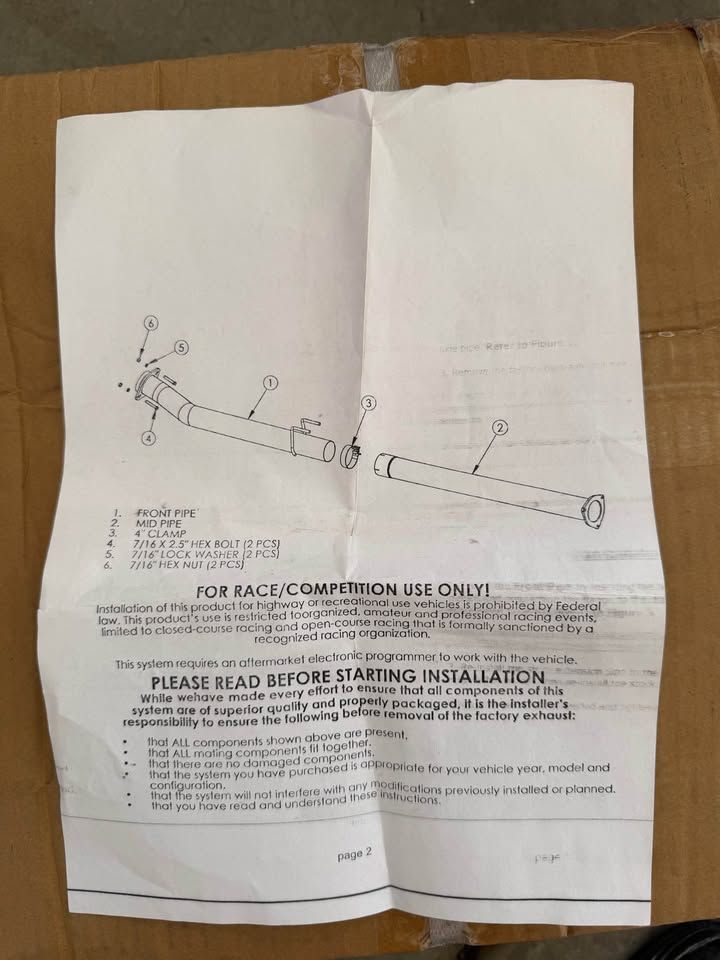 6
5
1
3
2
4
side pipe. Refer to Figure
3. Remove the
1. FRONT PIPE
2. MID PIPE
3. 4" CLAMP
4. 7/16 X 2.5" HEX BOLT (2 PCS)
5. 7/16" LOCK WASHER (2 PCS)
6. 7/16" HEX NUT (2 PCS)
FOR RACE/COMPETITION USE ONLY!
Installation of this product for highway or recreational use vehicles is prohibited by Federal
law. This product's use is restricted toorganized, amateur and professional racing events,
limited to closed-course racing and open-course racing that is formally sanctioned by a
recognized racing organization.
This system requires an aftermarket electronic programmer to work with the vehicle.
PLEASE READ BEFORE STARTING INSTALLATION
While wehave made every effort to ensure that all components of this
system are of superior quality and properly packaged, it is the installer's
responsibility to ensure the following before removal of the factory exhaust:
• that ALL components shown above are present,
• that ALL mating components fit together.
• that there are no damaged components.
• that the system you have purchased is appropriate for your vehicle year, model and
configuration.
• that the system will not interfere with any modifications previously installed or planned.
• that you have read and understand these instructions.
page 2
page